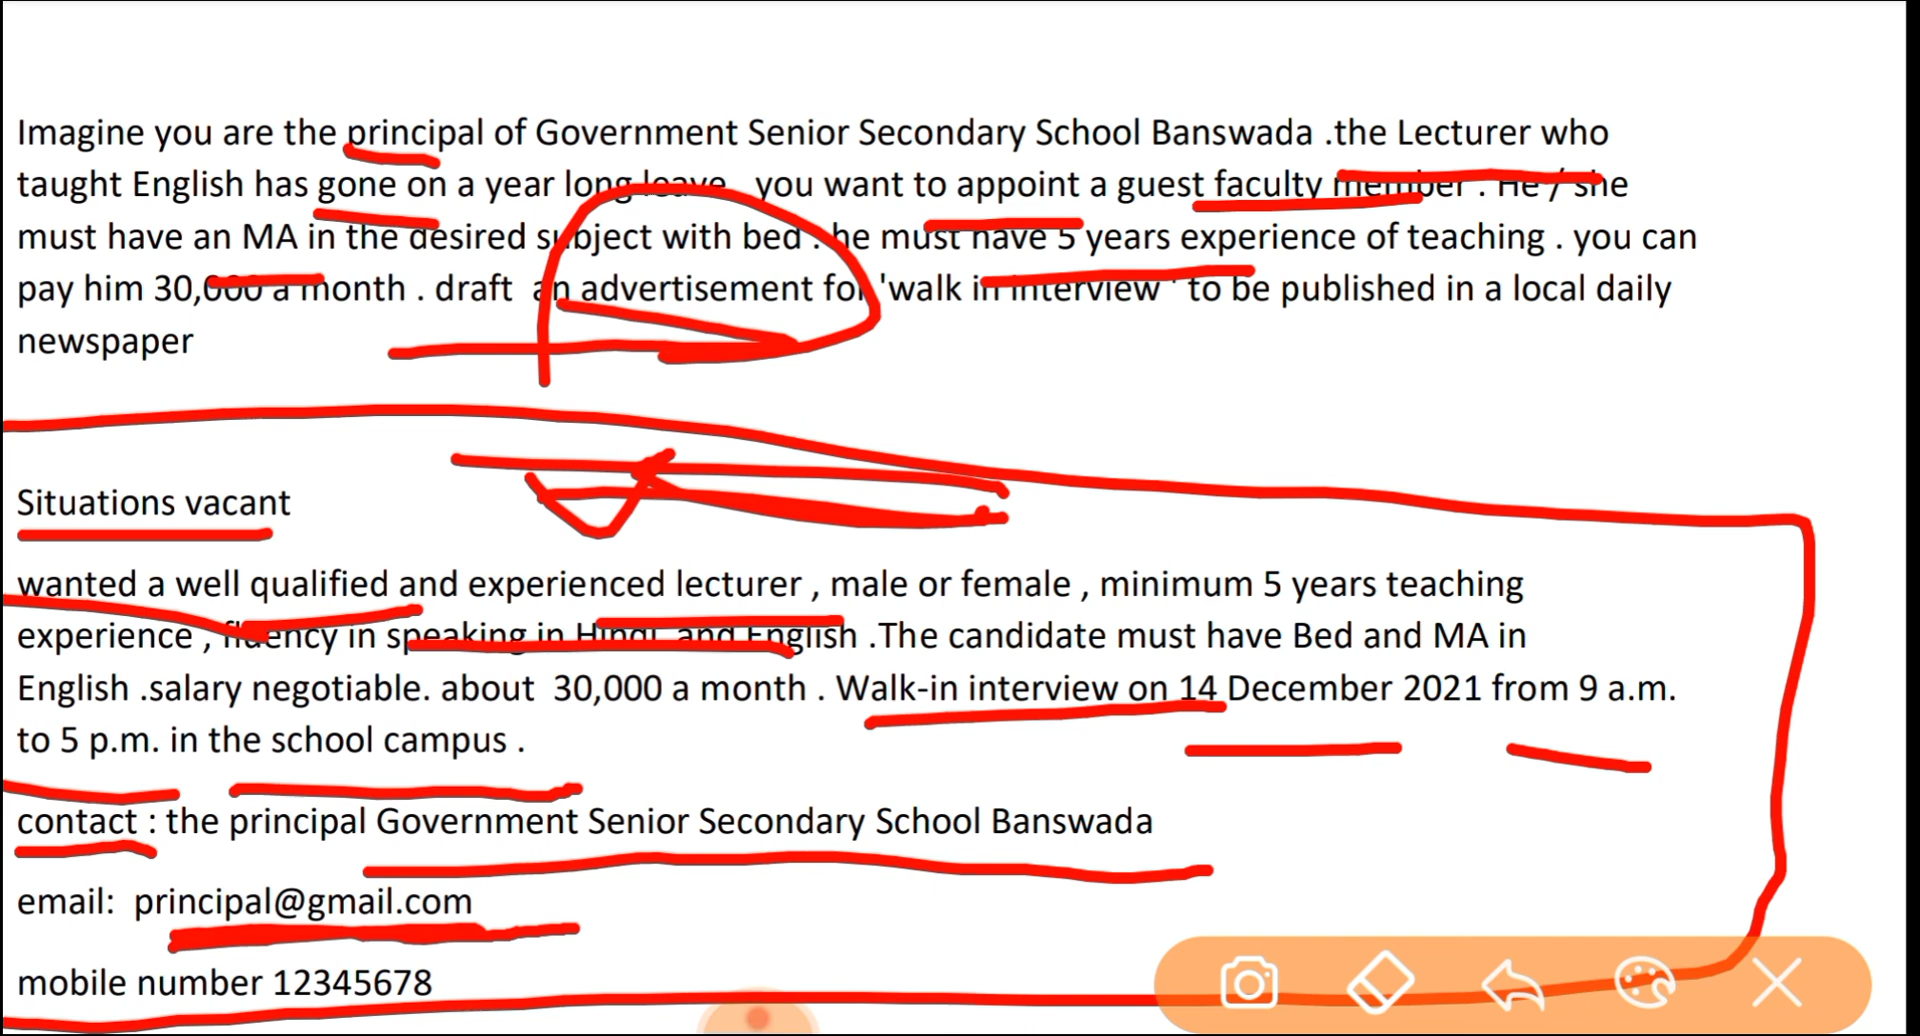 Imagine you are the principal of Government Senior Secondary School Banswada .the Lecturer who
taught English has gone on a year long leave . you want to appoint a guest faculty member . He / she
must have an MA in the desired subject with bed . he must have 5 years experience of teaching . you can
pay him 30,000 a month . draft an advertisement for 'walk in interview ' to be published in a local daily
newspaper
Situations vacant
wanted a well qualified and experienced lecturer , male or female , minimum 5 years teaching
experience , fluency in speaking in Hindi and English .The candidate must have Bed and MA in
English .salary negotiable. about 30,000 a month . Walk-in interview on 14 December 2021 from 9 a.m.
to 5 p.m. in the school campus .
contact : the principal Government Senior Secondary School Banswada
email: principal@gmail.com
mobile number 12345678